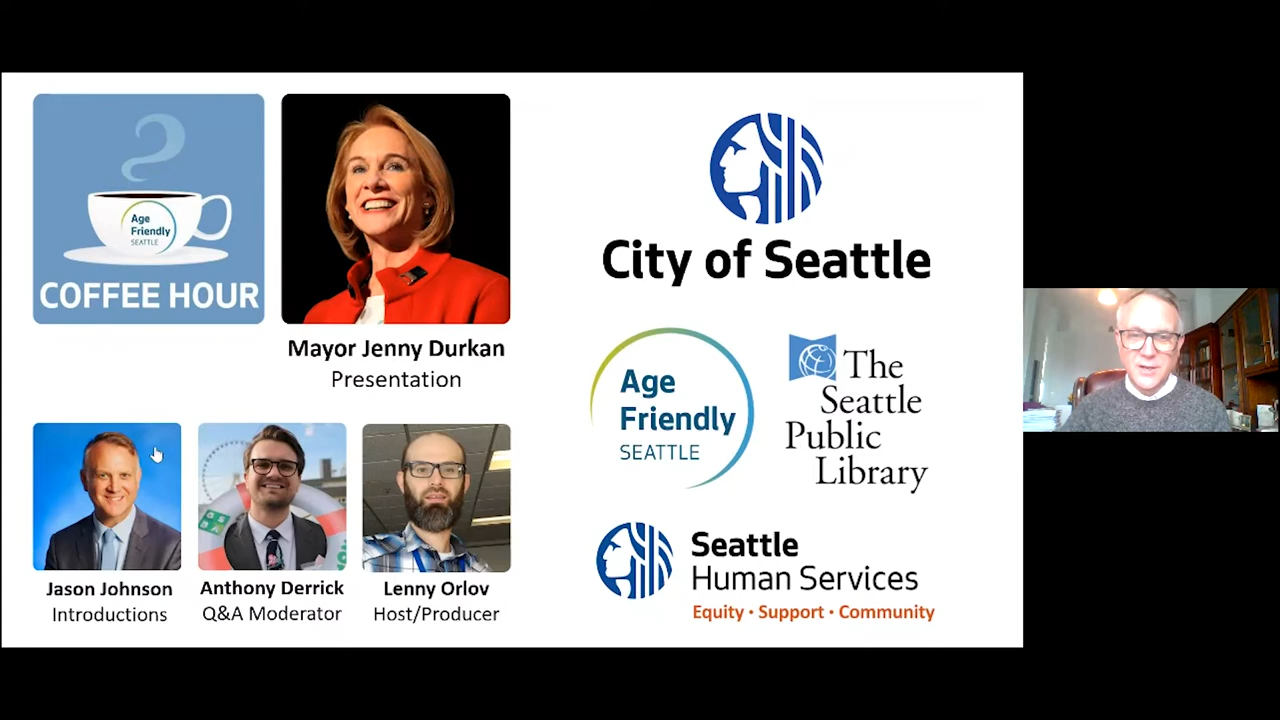 Age
Friendly
SEATTLE
COFFEE HOUR
Mayor Jenny Durkan
Presentation
Jason Johnson
Introductions
Anthony Derrick
Q&A Moderator
Lenny Orlov
Host/Producer
City of Seattle
Age
Friendly
SEATTLE
The
Seattle
Public
Library
Seattle
Human Services
Equity · Support · Community